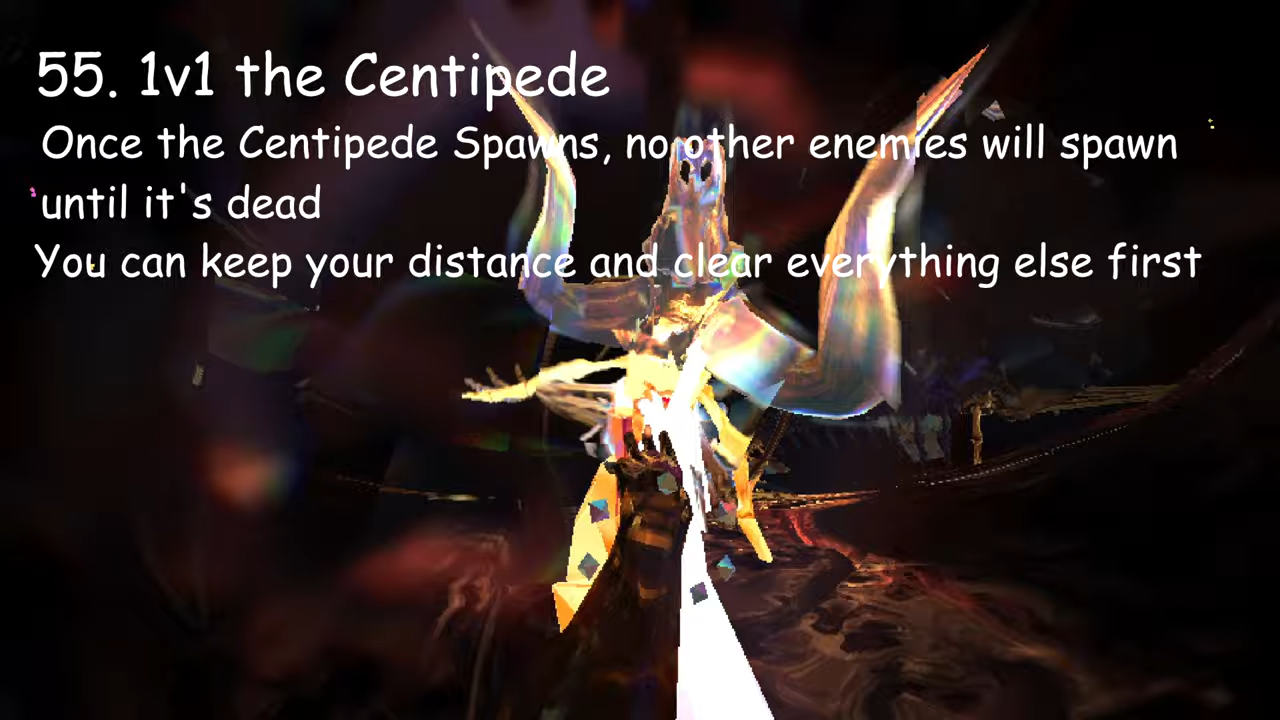 55. 1v1 the Centipede
Once the Centipede Spawns, no other enemies will spawn
until it's dead
You can keep your distance and clear everything else first